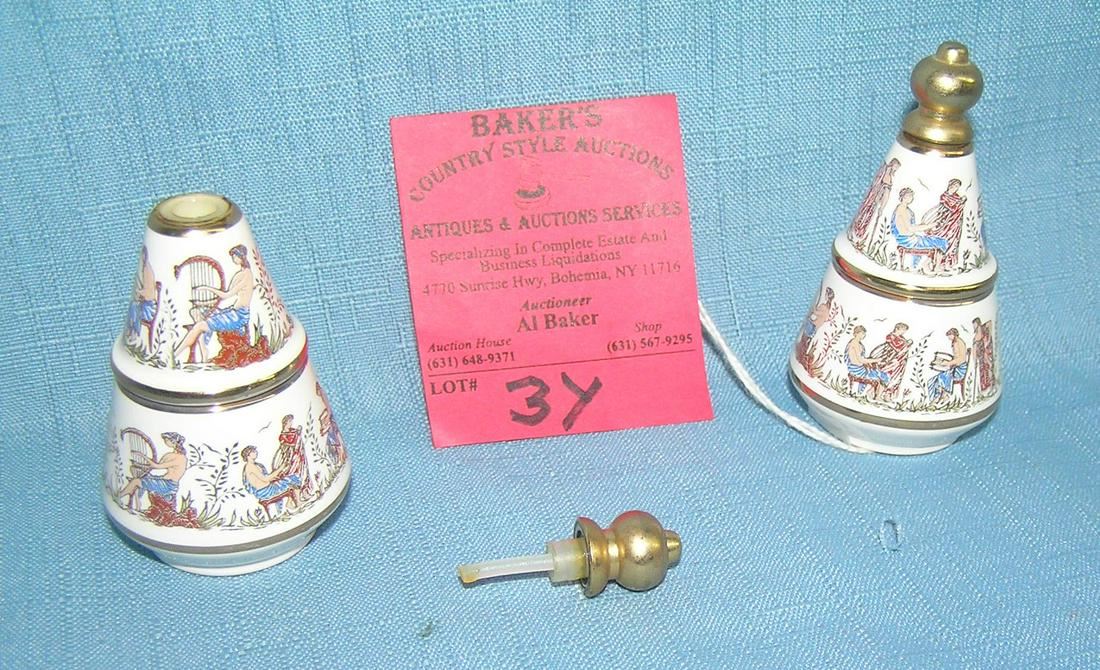 BAKER'S
COUNTRY STYLE AUCTIONS
ANTIQUES & AUCTIONS SERVICES
Specializing In Complete Estate And
Business Liquidations
4770 Sunrise Hwy, Bohemia, NY 11716
Auctioneer
Al Baker
Auction House
(631) 648-9371
Shop
(631) 567-9295
LOT# 3Y